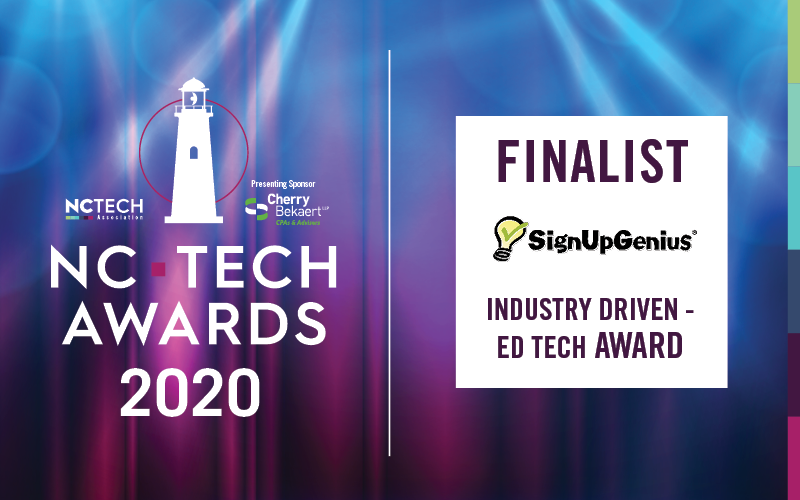 NCTECH
Association
Presenting Sponsor
Cherry
Bekaert LLP
CPAs & Advisors
NC TECH
AWARDS
2020
FINALIST
SignUpGenius®
INDUSTRY DRIVEN -
ED TECH AWARD